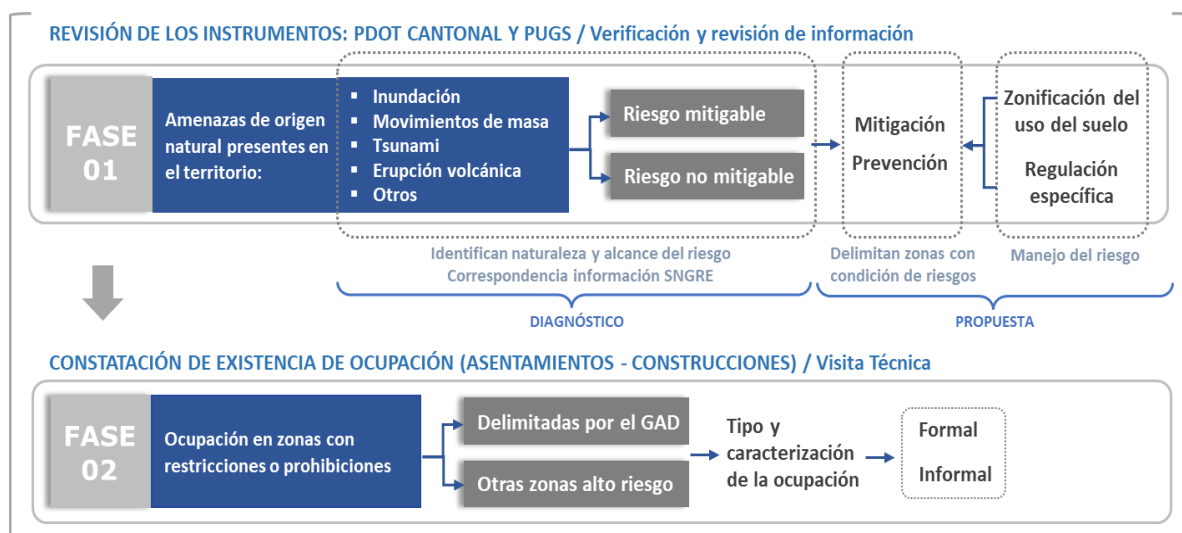 REVISIÓN DE LOS INSTRUMENTOS: PDOT CANTONAL Y PUGS / Verificación y revisión de información
FASE
01
Amenazas de origen
natural presentes en
el territorio:
▪ Inundación
▪ Movimientos de masa
▪ Tsunami
▪ Erupción volcánica
▪ Otros
Riesgo mitigable
Riesgo no mitigable
Mitigación
Prevención
Zonificación del
uso del suelo
Regulación
específica
Identifican naturaleza y alcance del riesgo
Correspondencia información SNGRE
Delimitan zonas con
condición de riesgos
Manejo del riesgo
DIAGNÓSTICO
PROPUESTA
CONSTATACIÓN DE EXISTENCIA DE OCUPACIÓN (ASENTAMIENTOS - CONSTRUCCIONES) / Visita Técnica
FASE
02
Ocupación en zonas con
restricciones o prohibiciones
Delimitadas por el GAD
Otras zonas alto riesgo
Tipo y
caracterización
de la ocupación
Formal
Informal